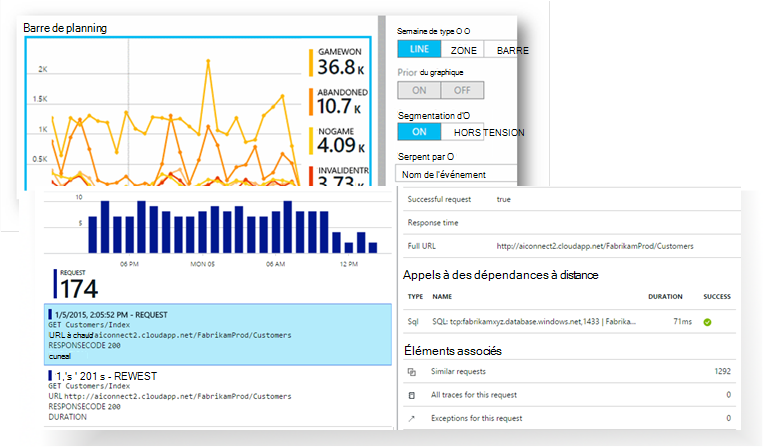 Barre de planning
2K
1.5K
1K
0.5K
GAMEWON
36.8 K
ABANDONED
10.7 K
NOGAME
4.09 K
INVALIDENTR
3.73 K
Semaine de type O O
LINE ZONE BARRE
Prior du graphique
ON OFF
Segmentation d'O
ON HORS TENSION
Serpent par O
Nom de l'événement
10
5
06 PM MON 05 06 AM 12 PM
REQUEST
174
1/5/2015, 2:05:52 PM - REQUEST
GET Customers/Index
URL à chaud aiconnect2.cloudapp.net/FabrikamProd/Customers
RESPONSECODE 200
cuneal
1,'s ' 201 s - REWEST
GET Customers/Index
URL http://aiconnect2.cloudapp.net/FabrikamProd/Customers
RESPONSECODE 200
DURATION
Successful request true
Response time
Full URL http://aiconnect2.cloudapp.net/FabrikamProd/Customers
Appels à des dépendances à distance
TYPE NAME DURATION SUCCESS
Sql SQL: tcp:fabrikamxyz.database.windows.net,1433 | Fabrika... 71ms
Éléments associés
Similar requests 1292
All traces for this request 0
Exceptions for this request 0